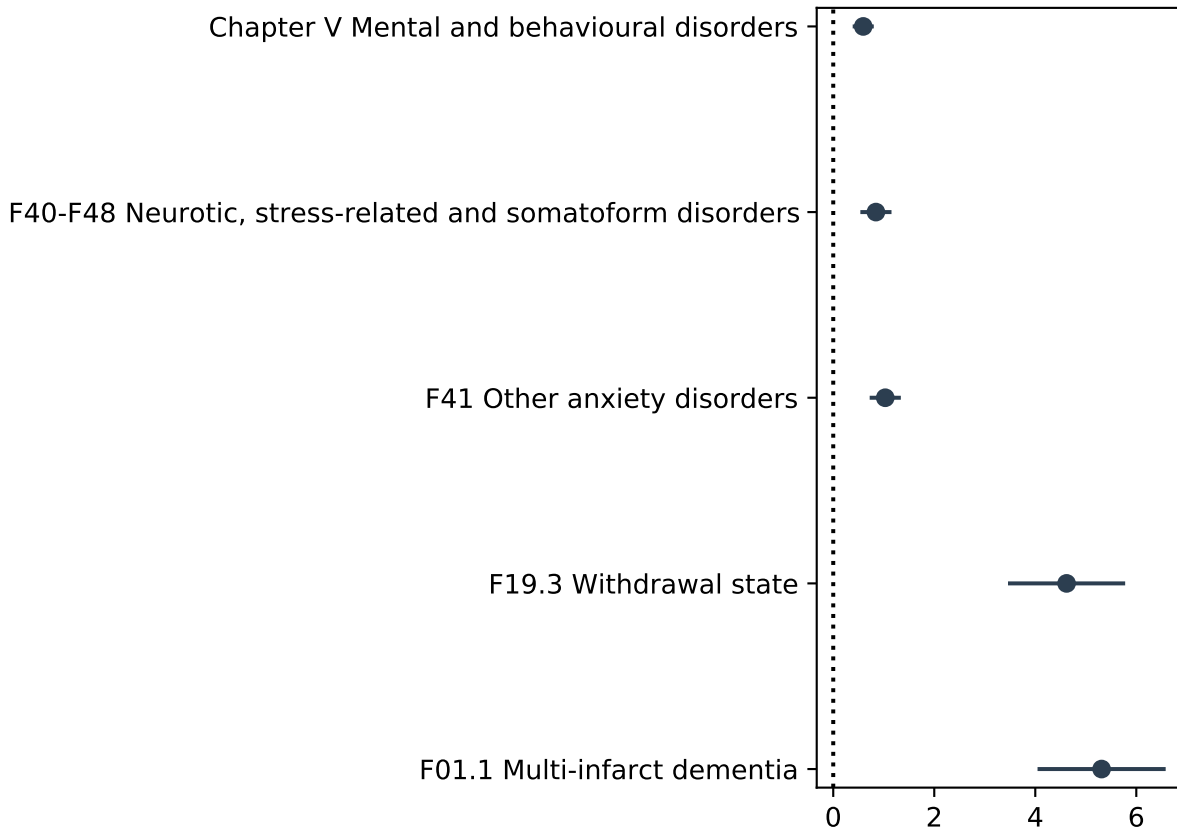 Chapter V Mental and behavioural disorders
F40-F48 Neurotic, stress-related and somatoform disorders
F41 Other anxiety disorders
F19.3 Withdrawal state
F01.1 Multi-infarct dementia
0 2 4 6